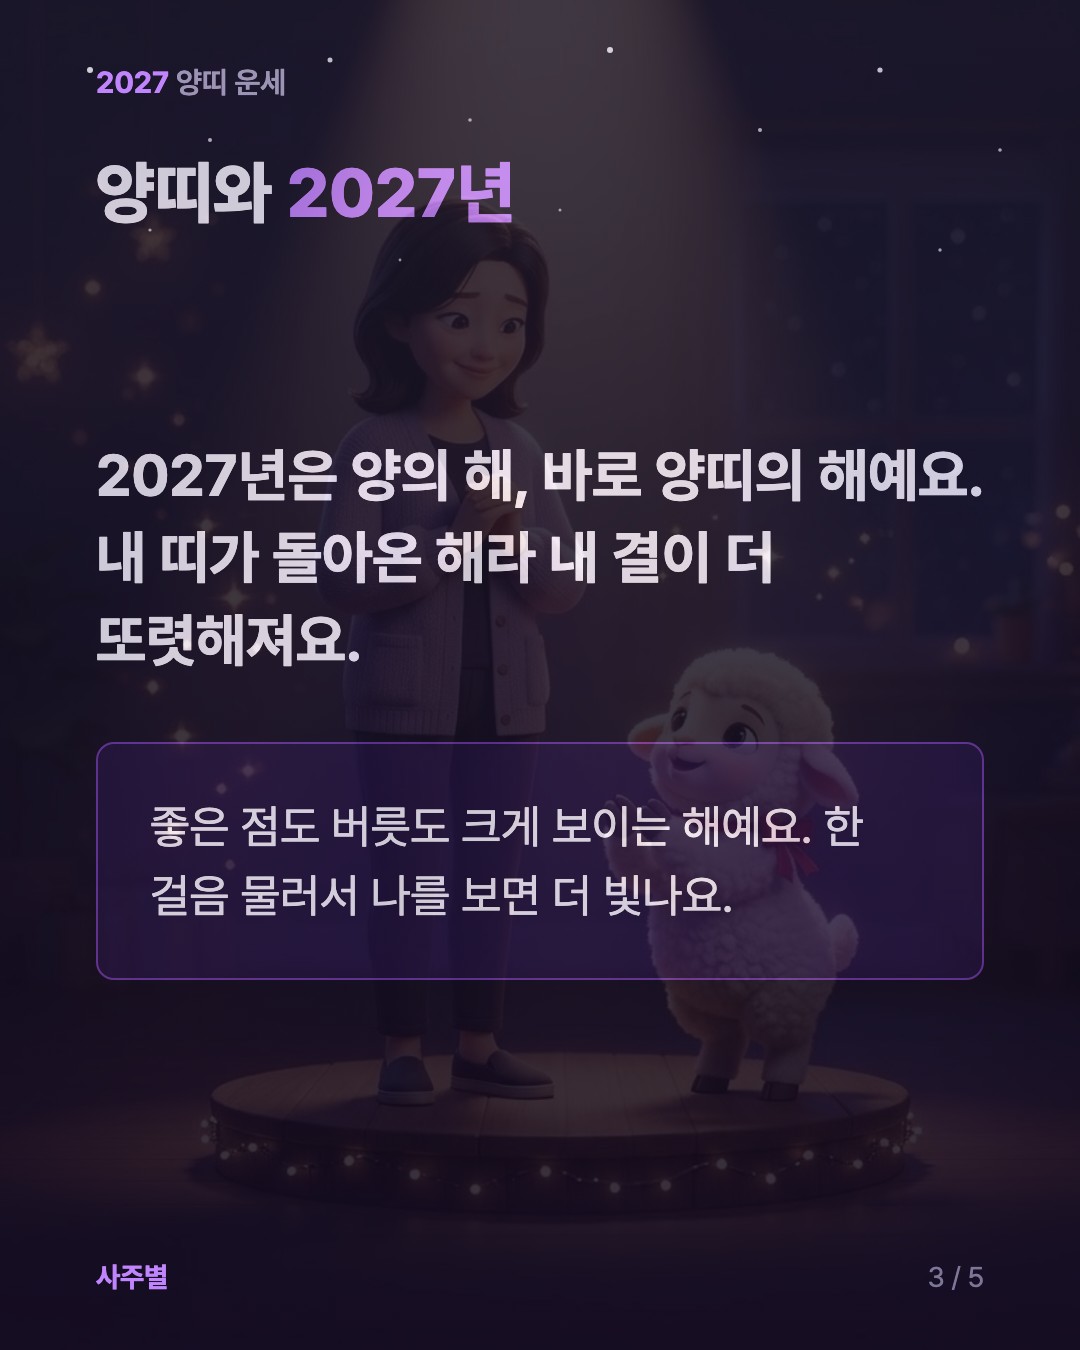 2027 양띠 운세
양띠와 2027년
2027년은 양의 해, 바로 양띠의 해예요.
내 띠가 돌아온 해라 내 결이 더
또렷해져요.
좋은 점도 버릇도 크게 보이는 해예요. 한
걸음 물러서 나를 보면 더 빛나요.
사주별
3 / 5